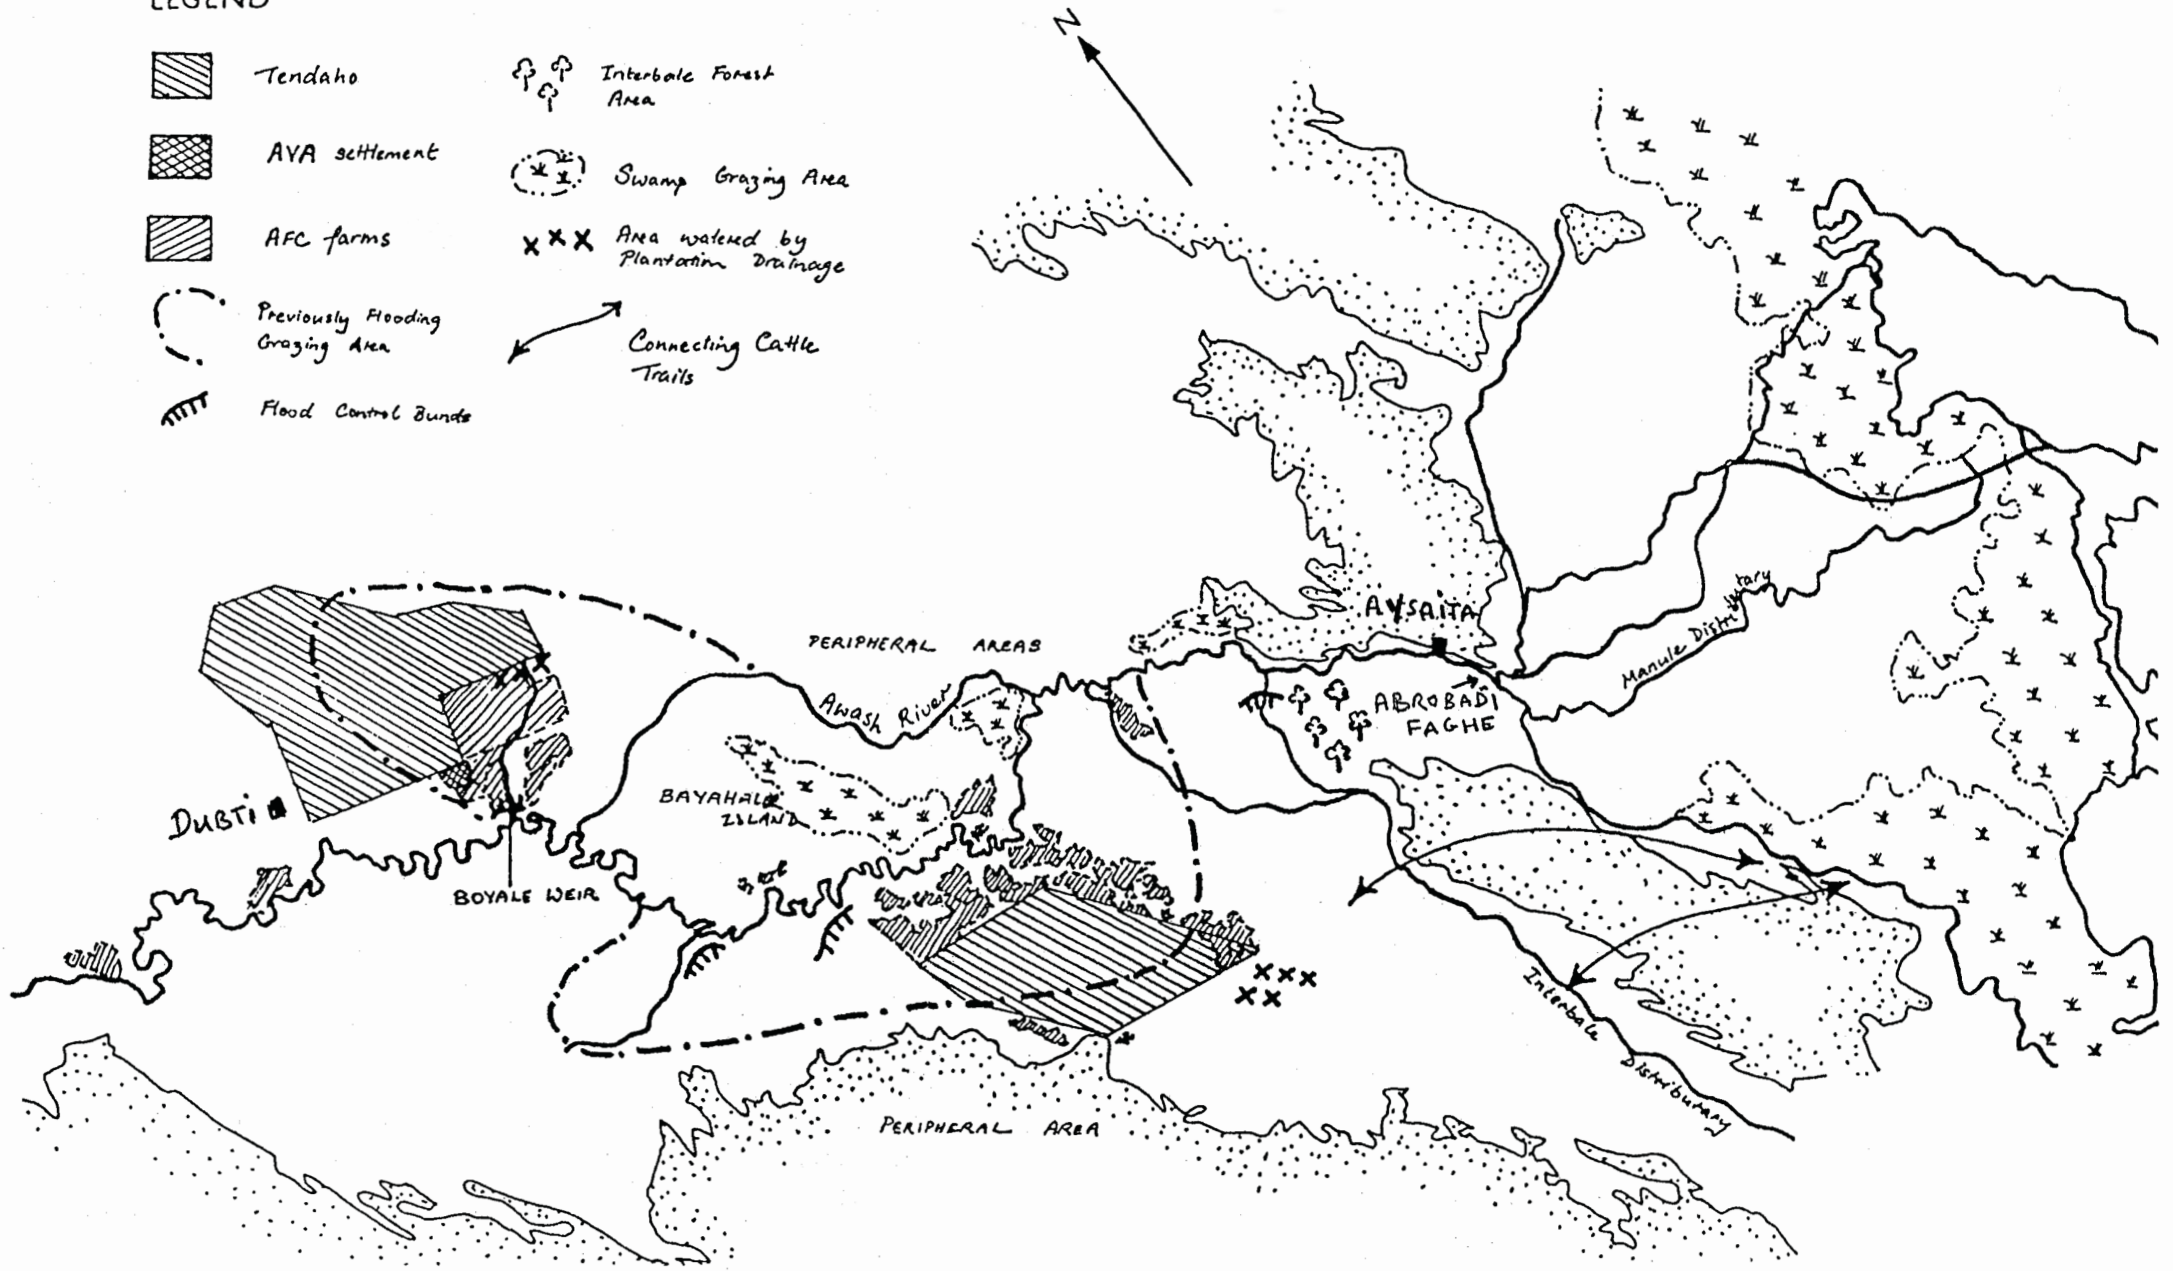 LEGEND
Tendaho
AVA settlement
AFC farms
Previously Flooding
Grazing Area
Flood Control Bunds
Interbale Forest
Area
Swamp Grazing Area
Area watered by
Plantation Drainage
Connecting Cattle
Trails
N
PERIPHERAL AREAS
Awash River
AYSAITA
ABROBADI
FAGHE
Manule Distributary
DUBTI
BAYAHALE
ISLAND
BOYALE WEIR
Interbale Distributary
PERIPHERAL AREA